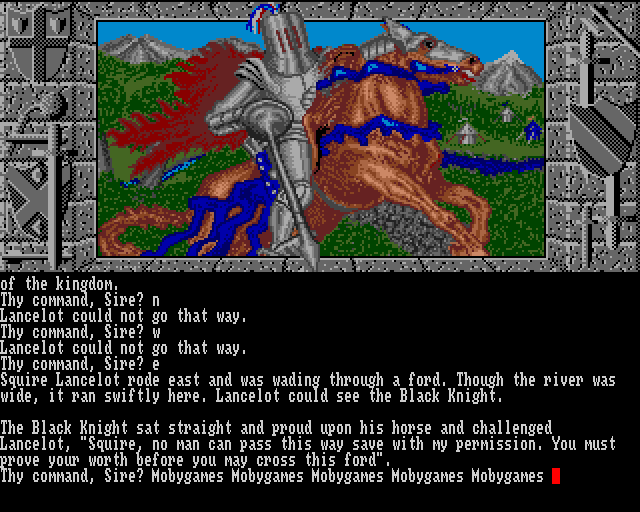 of the kingdom.
Thy command, Sire? n
Lancelot could not go that way.
Thy command, Sire? w
Lancelot could not go that way.
Thy command, Sire? e
Squire Lancelot rode east and was wading through a ford. Though the river was
wide, it ran swiftly here. Lancelot could see the Black Knight.
The Black Knight sat straight and proud upon his horse and challenged
Lancelot, "Squire, no man can pass this way save with my permission. You must
prove your worth before you may cross this ford".
Thy command, Sire? Mobygames Mobygames Mobygames Mobygames Mobygames